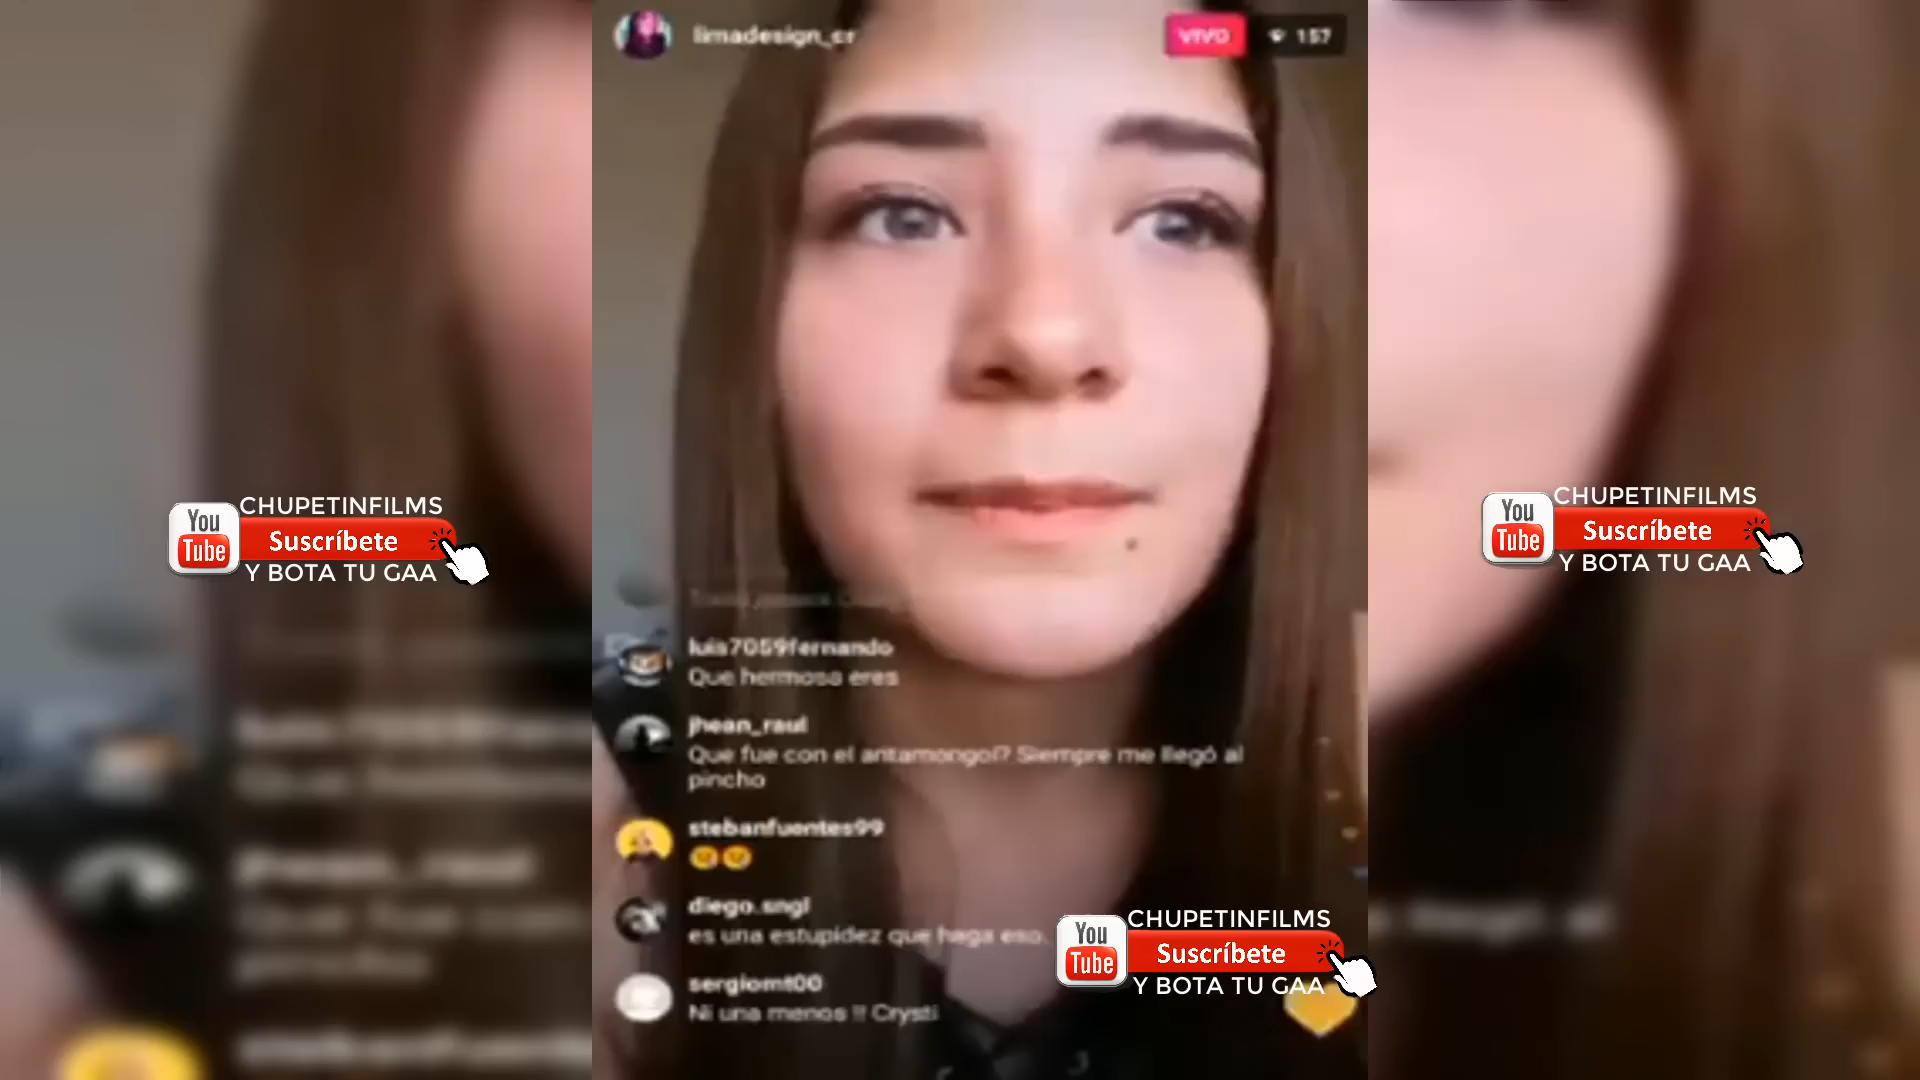 limadesign_cr
VIVO
157
CHUPETINFILMS
You
Tube
Suscríbete
Y BOTA TU GAA
CHUPETINFILMS
You
Tube
Suscríbete
Y BOTA TU GAA
luis7059fernando
Que hermosa eres
jhean_raul
Que fue con el antamongol? Siempre me llegó al
pincho
stebanfuentes99
diego.sngl
es una estupidez que haga eso.
sergiomt00
Ni una menos !! Crysti
CHUPETINFILMS
You
Tube
Suscríbete
Y BOTA TU GAA